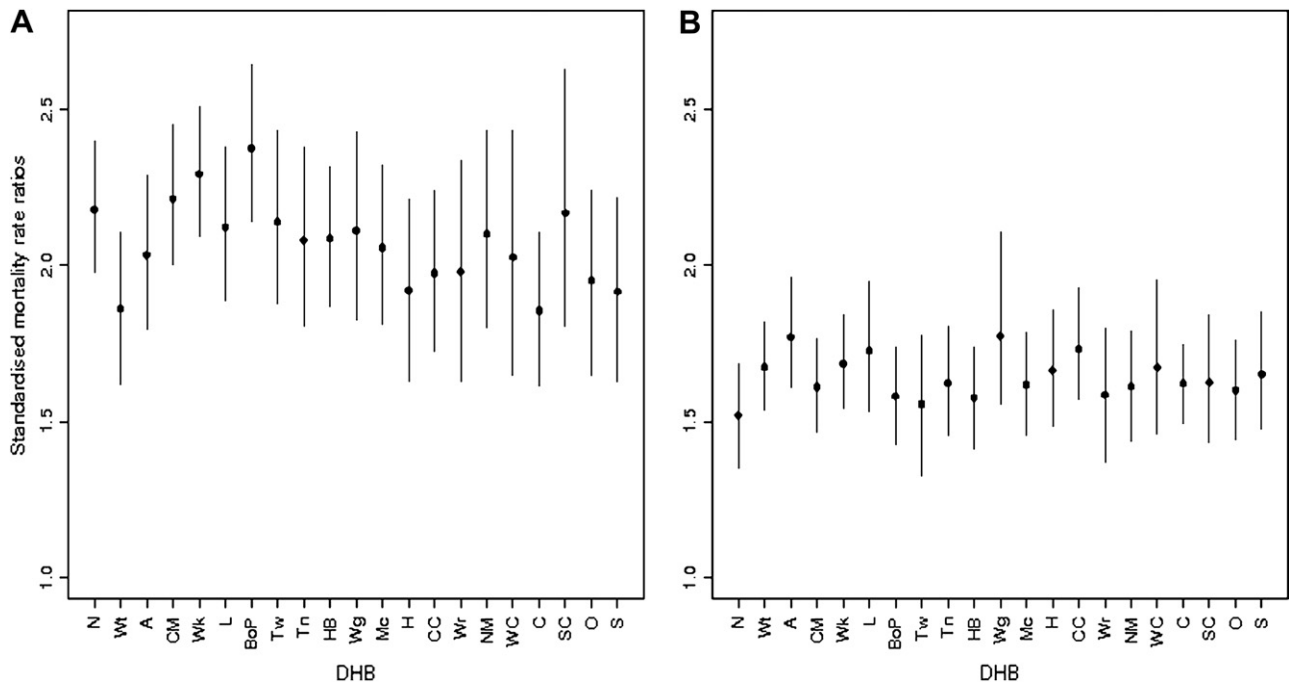 A
B
Standardised mortality rate ratios
2.5
2.0
1.5
1.0
N Wt A CM Wk L BoP Tw Tn HB Wg Mc H CC Wr NM WC C SC O S
DHB
2.5
2.0
1.5
1.0
N Wt A CM Wk L BoP Tw Tn HB Wg Mc H CC Wr NM WC C SC O S
DHB